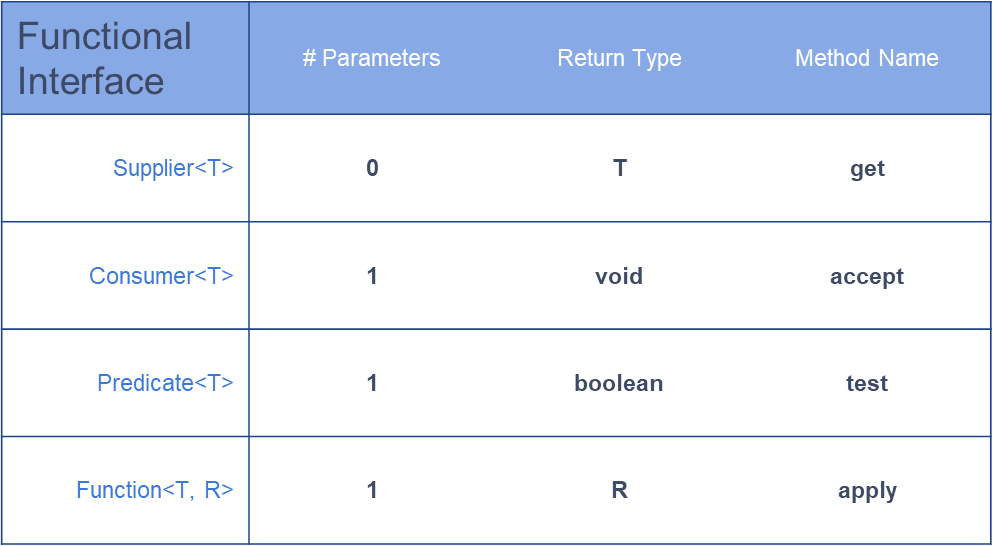 Functional
Interface
# Parameters
Return Type
Method Name
Supplier<T>
0
T
get
Consumer<T>
1
void
accept
Predicate<T>
1
boolean
test
Function<T, R>
1
R
apply